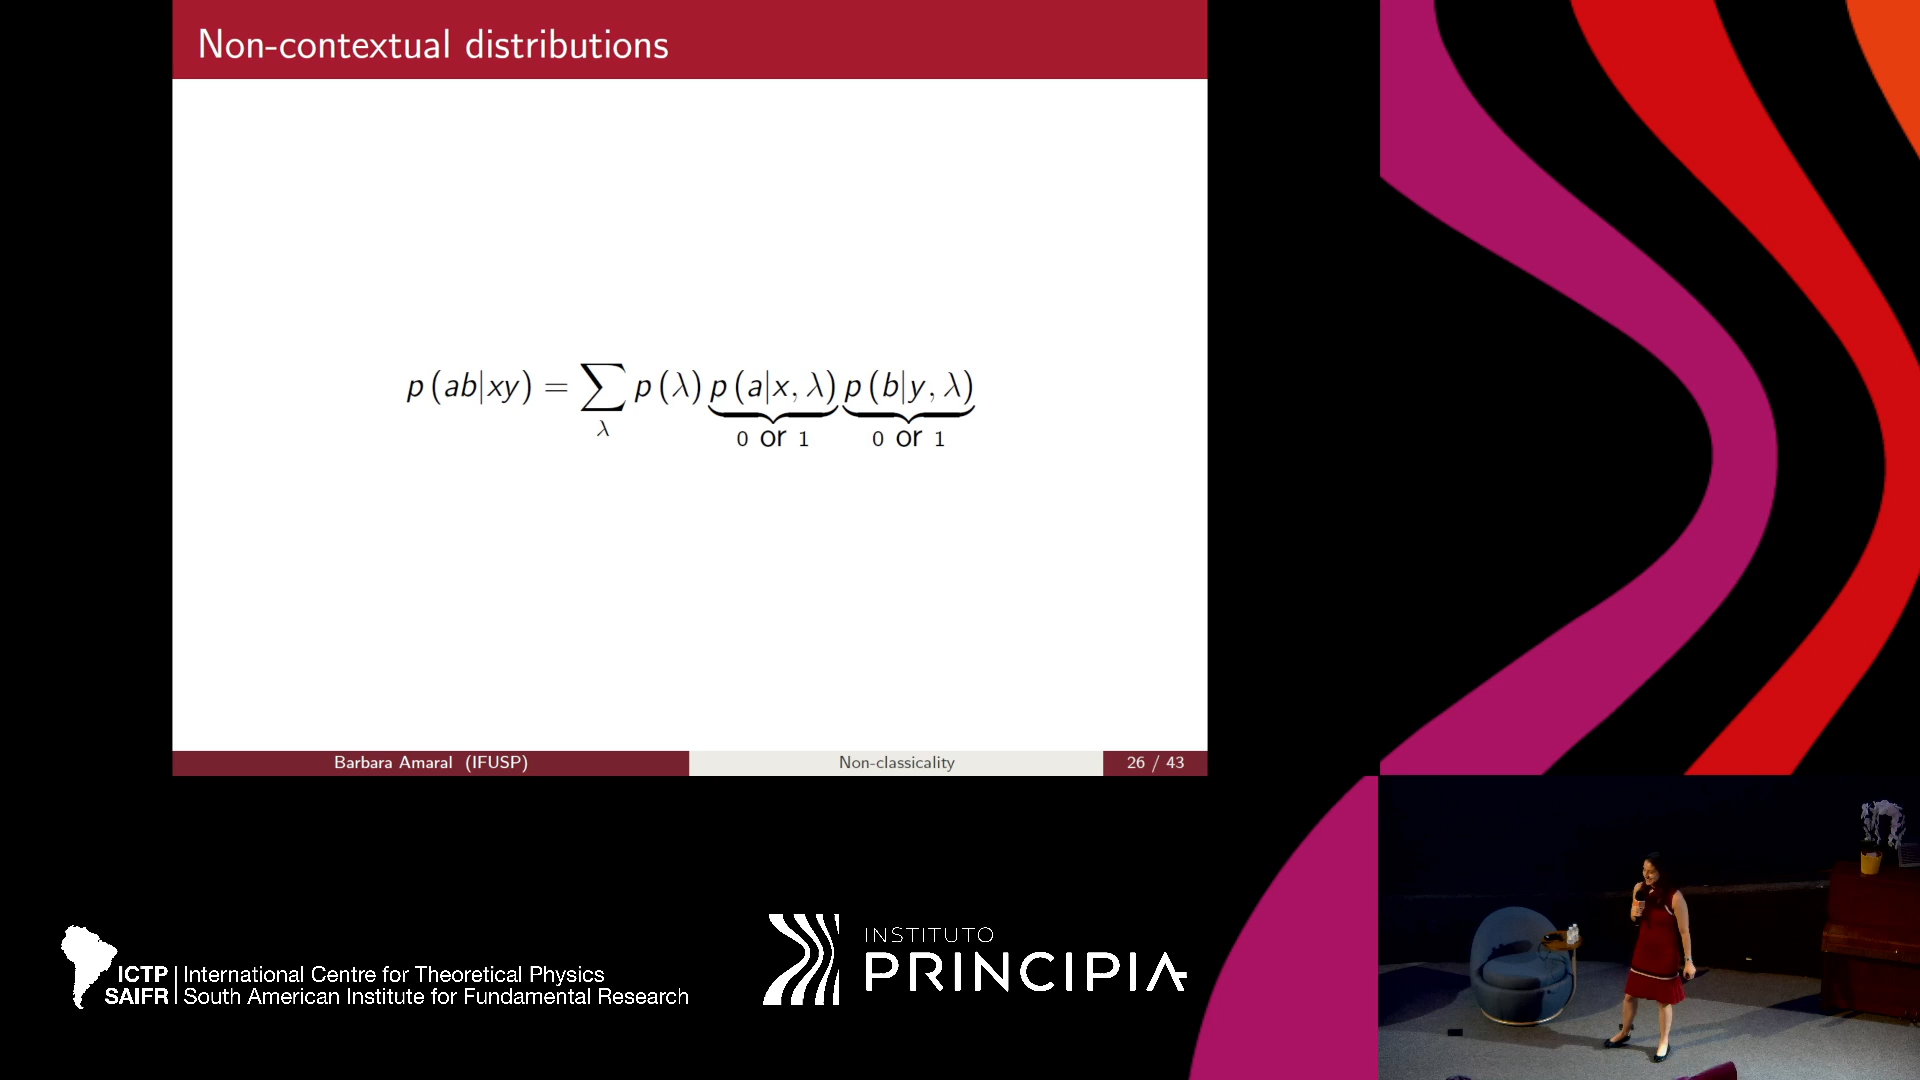 Non-contextual distributions
p (ab|xy) = ∑ p (λ) p (a|x, λ) p (b|y, λ)
λ 0 or 1 0 or 1
Barbara Amaral (IFUSP) Non-classicality 26 / 43
ICTP International Centre for Theoretical Physics
SAIFR South American Institute for Fundamental Research
INSTITUTO
PRINCIPIA